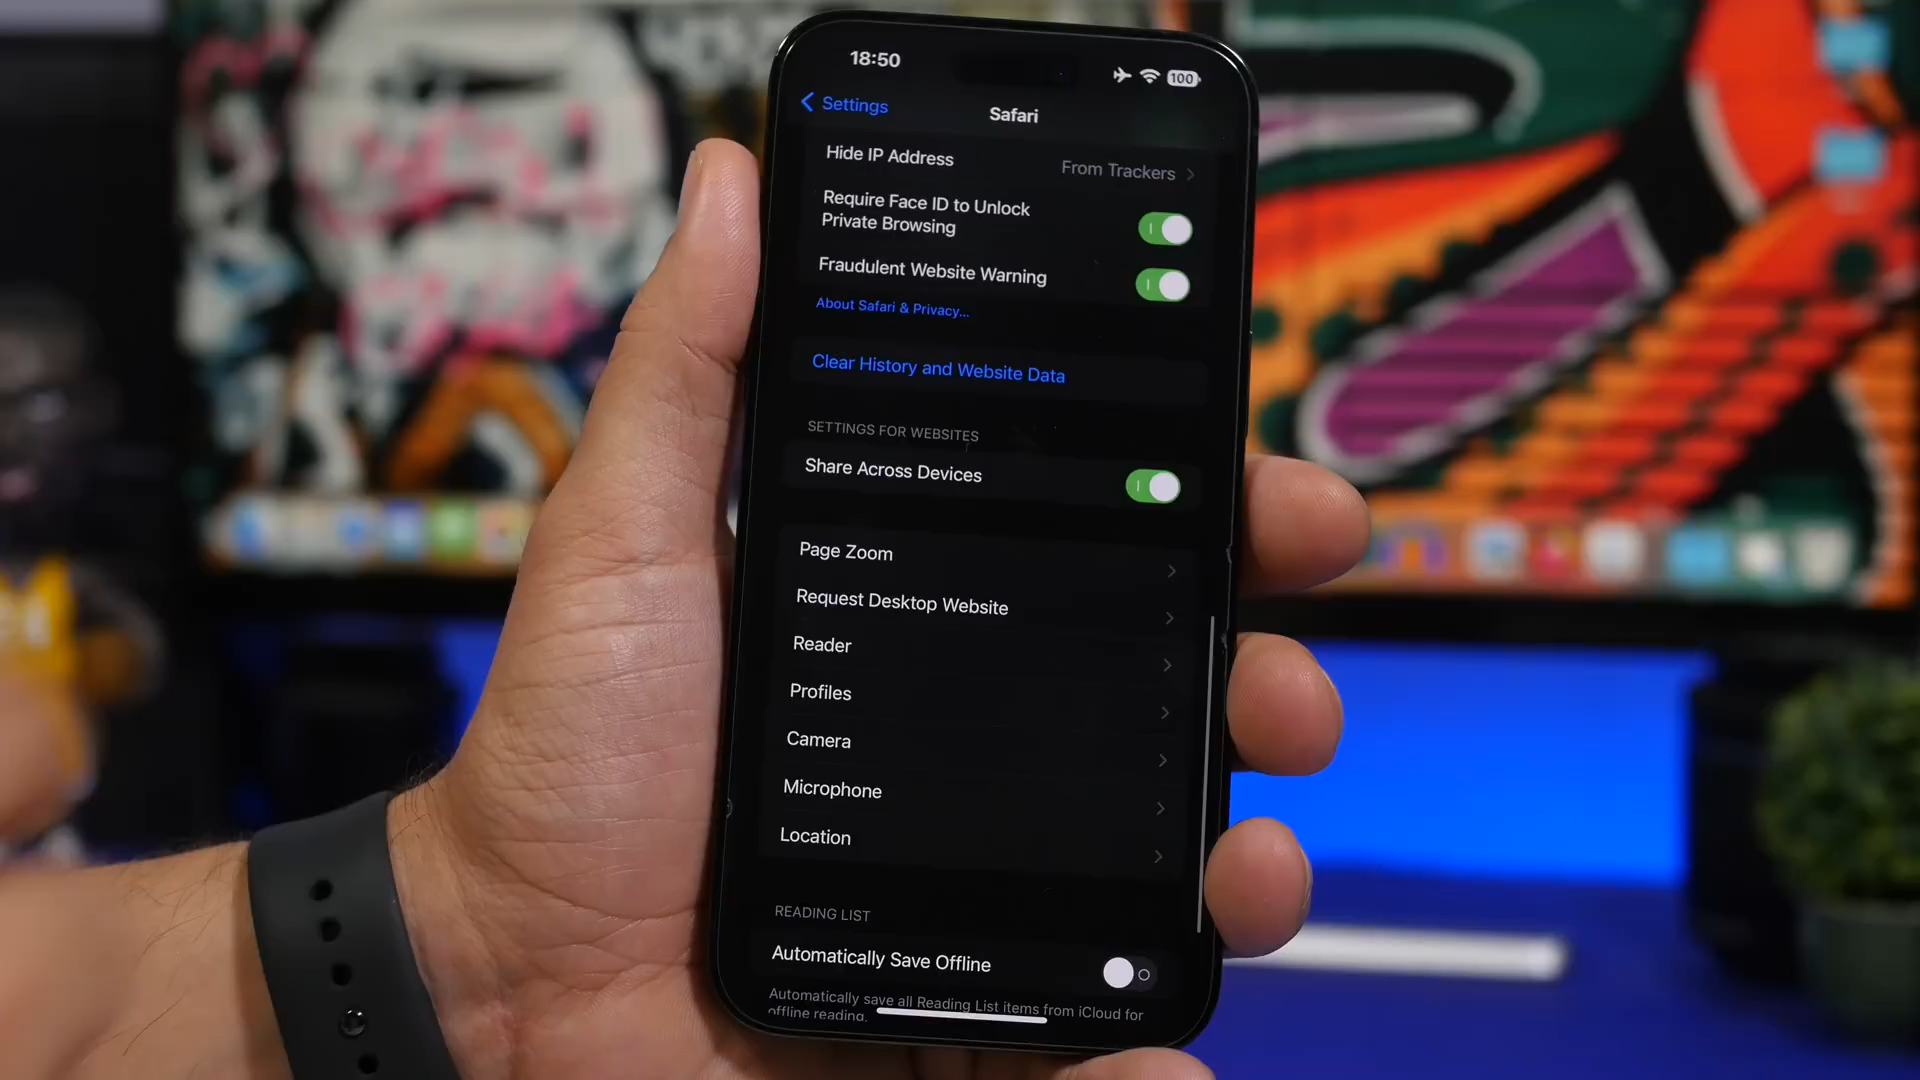 18:50
100
Settings
Safari
Hide IP Address
From Trackers
Require Face ID to Unlock
Private Browsing
Fraudulent Website Warning
About Safari & Privacy...
Clear History and Website Data
SETTINGS FOR WEBSITES
Share Across Devices
Page Zoom
Request Desktop Website
Reader
Profiles
Camera
Microphone
Location
READING LIST
Automatically Save Offline
Automatically save all Reading List items from iCloud for
offline reading.